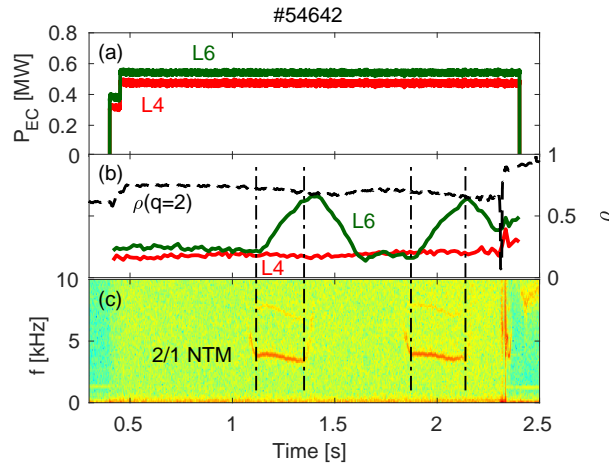 #54642
(a)
L6
L4
P_EC [MW]
0.8
0.6
0.4
0.2
0
(b)
ρ(q=2)
L6
L4
1
0.5
0
ρ
(c)
2/1 NTM
f [kHz]
10
5
0
0.5
1
1.5
2
2.5
Time [s]